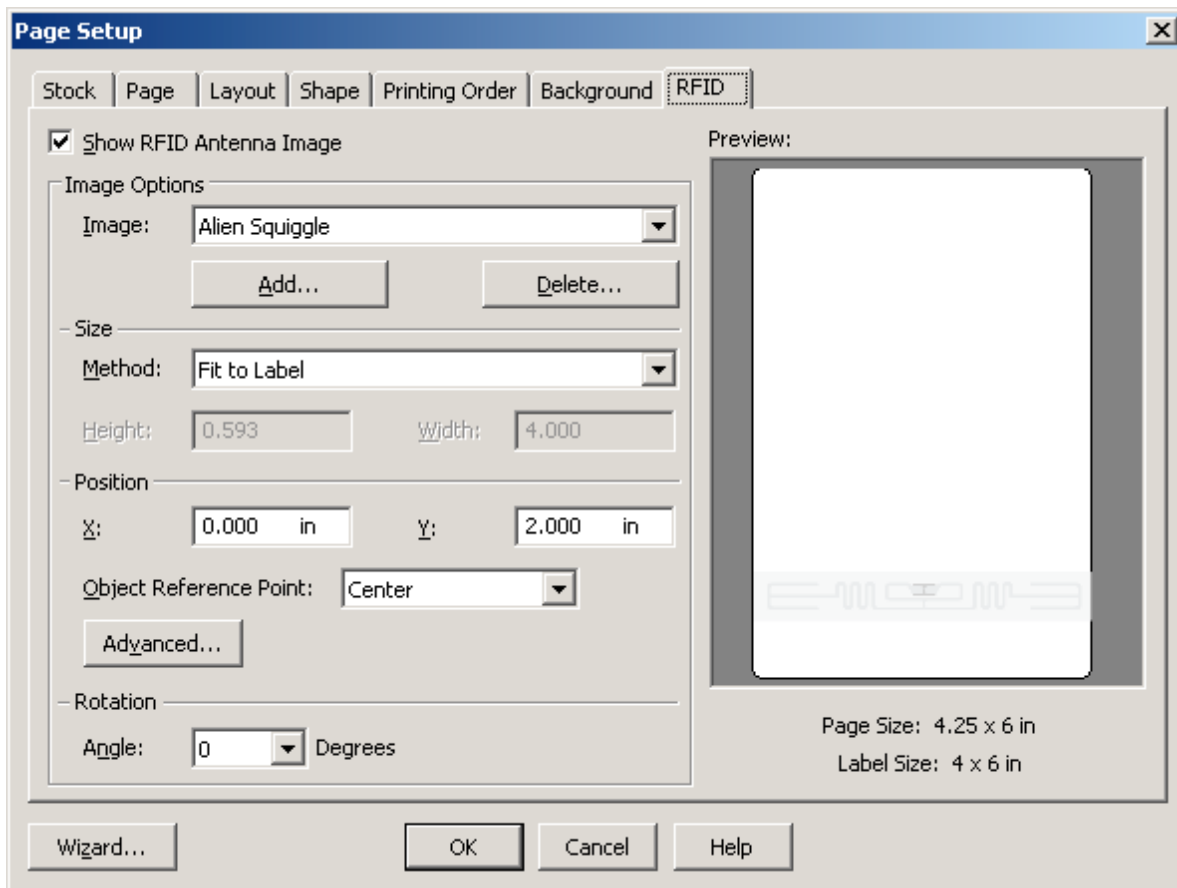 Page Setup
Stock Page Layout Shape Printing Order Background RFID
Show RFID Antenna Image
Preview:
Image Options
Image: Alien Squiggle
Add... Delete...
Size
Method: Fit to Label
Height: 0.593 Width: 4.000
Position
X: 0.000 in Y: 2.000 in
Object Reference Point: Center
Advanced...
Rotation
Angle: 0 Degrees
Page Size: 4.25 x 6 in
Label Size: 4 x 6 in
Wizard... OK Cancel Help